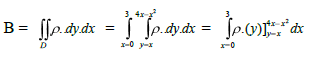 B = ∬_D ρ.dy.dx = ∫_{x=0}^{3} ∫_{y=x}^{4x-x²} ρ.dy.dx = ∫_{x=0}^{3} ρ.(y)]_{y=x}^{4x-x²} dx